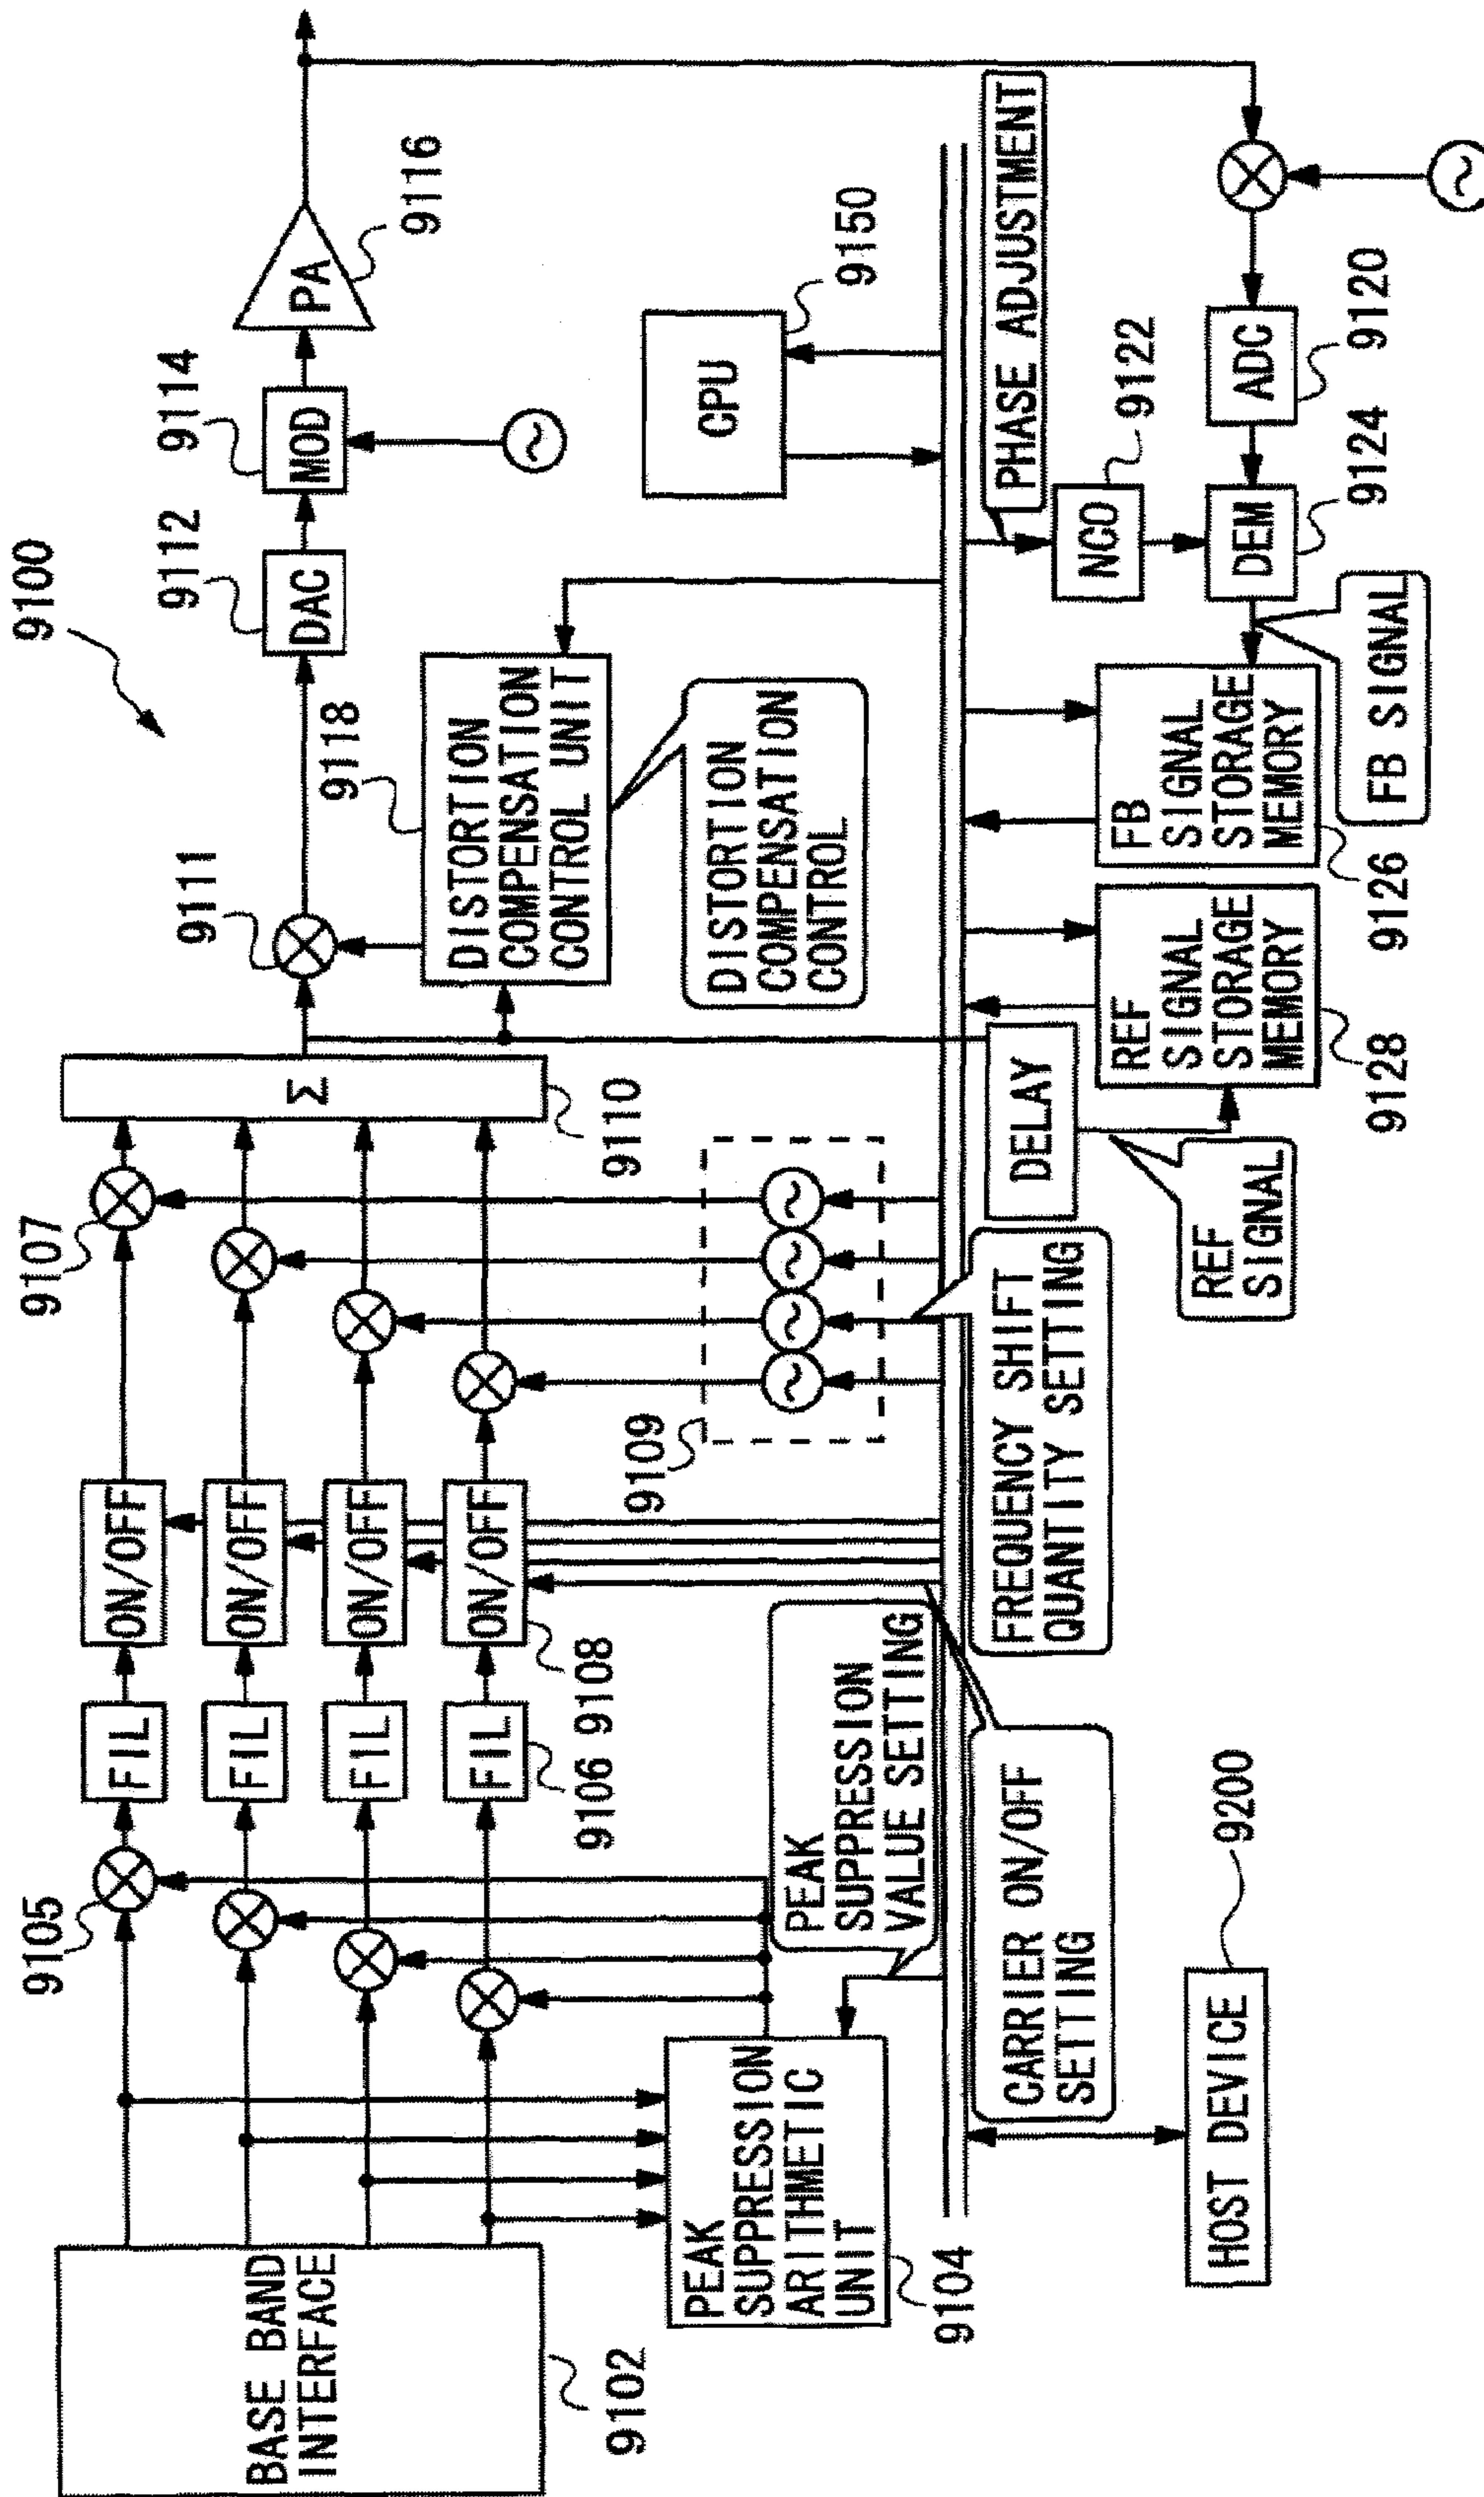 9100
BASE BAND
INTERFACE
9102
9105
FIL
FIL
FIL
FIL
9106
ON/OFF
ON/OFF
ON/OFF
ON/OFF
9108
9107
9109
Σ
9110
9111
DAC
9112
MOD
9114
PA
9116
PEAK
SUPPRESSION
ARITHMETIC
UNIT
9104
PEAK
SUPPRESSION
VALUE SETTING
9118
DISTORTION
COMPENSATION
CONTROL UNIT
DISTORTION
COMPENSATION
CONTROL
CPU
9150
HOST DEVICE
9200
CARRIER ON/OFF
SETTING
FREQUENCY SHIFT
QUANTITY SETTING
DELAY
REF
SIGNAL
REF
SIGNAL
STORAGE
MEMORY
9128
FB
SIGNAL
STORAGE
MEMORY
9126
FB SIGNAL
PHASE ADJUSTMENT
NCO
9122
DEM
9124
ADC
9120